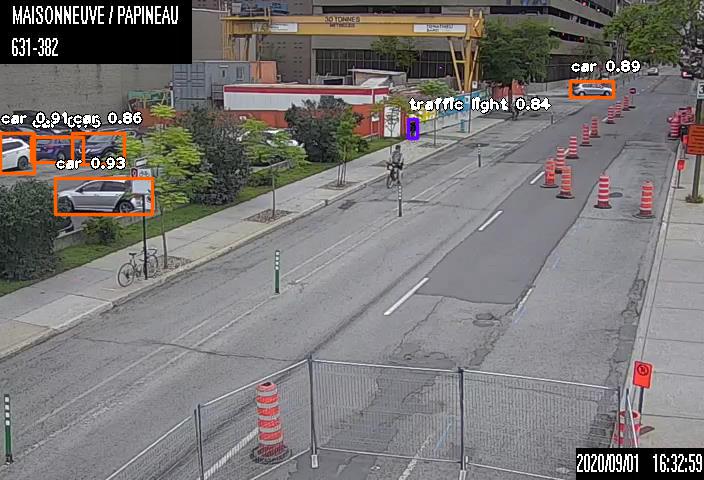 MAISONNEUVE / PAPINEAU
631-382
30 TONNES
car 0.89
traffic light 0.84
car 0.91
car 0.86
car 0.93
2020/09/01 16:32:59